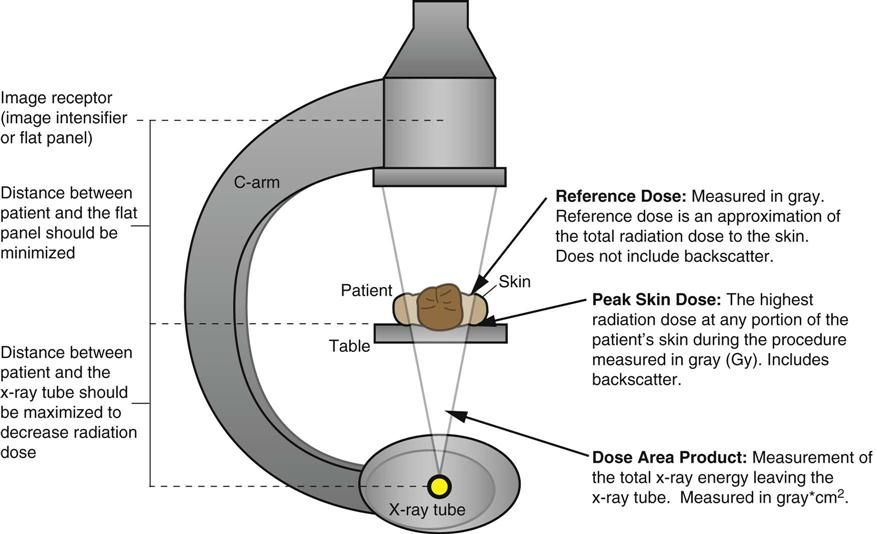 Image receptor
(image intensifier
or flat panel)
Distance between
patient and the flat
panel should be
minimized
Distance between
patient and the
x-ray tube should
be maximized to
decrease radiation
dose
C-arm
Patient
Skin
Table
X-ray tube
Reference Dose: Measured in gray.
Reference dose is an approximation of
the total radiation dose to the skin.
Does not include backscatter.
Peak Skin Dose: The highest
radiation dose at any portion of the
patient's skin during the procedure
measured in gray (Gy). Includes
backscatter.
Dose Area Product: Measurement of
the total x-ray energy leaving the
x-ray tube.  Measured in gray*cm².